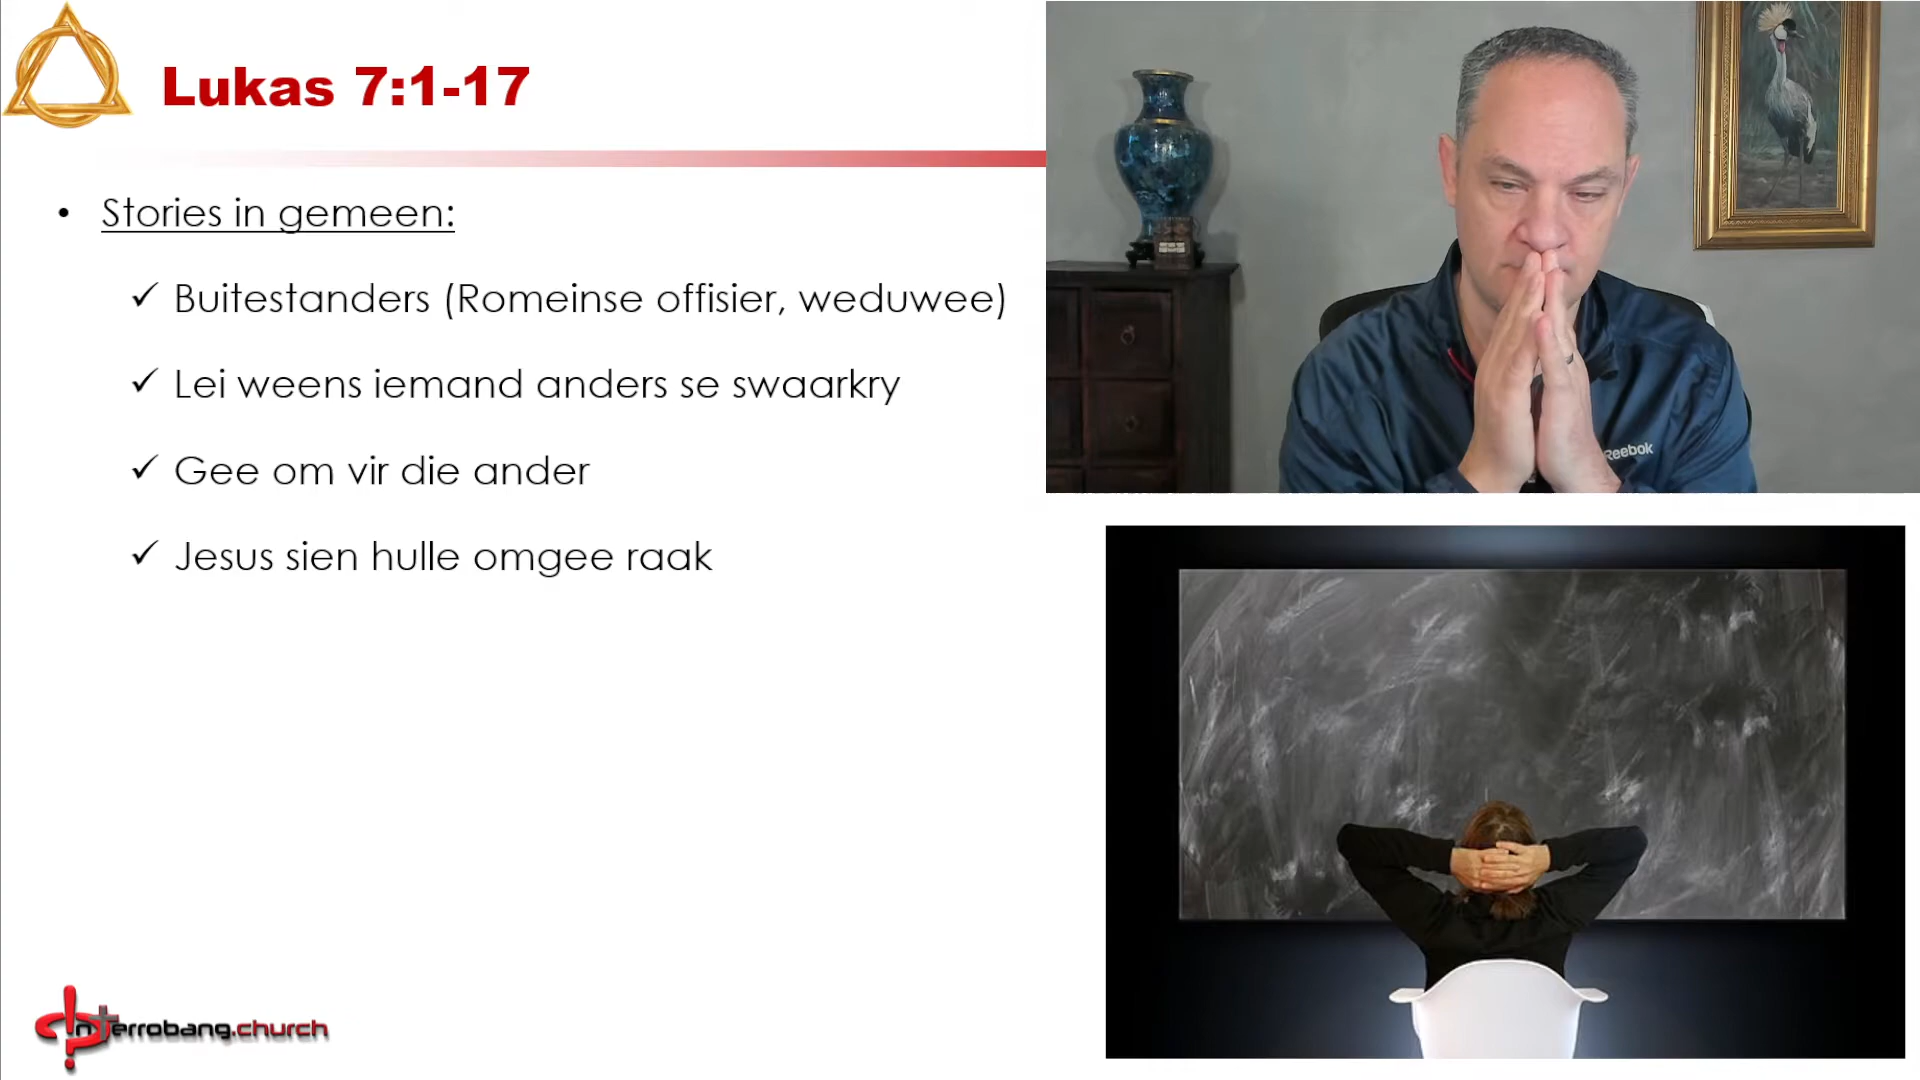 Lukas 7:1-17
• Stories in gemeen:
✓ Buitestanders (Romeinse offisier, weduwee)
✓ Lei weens iemand anders se swaarkry
✓ Gee om vir die ander
✓ Jesus sien hulle omgee raak
Reebok
Interrobang.church